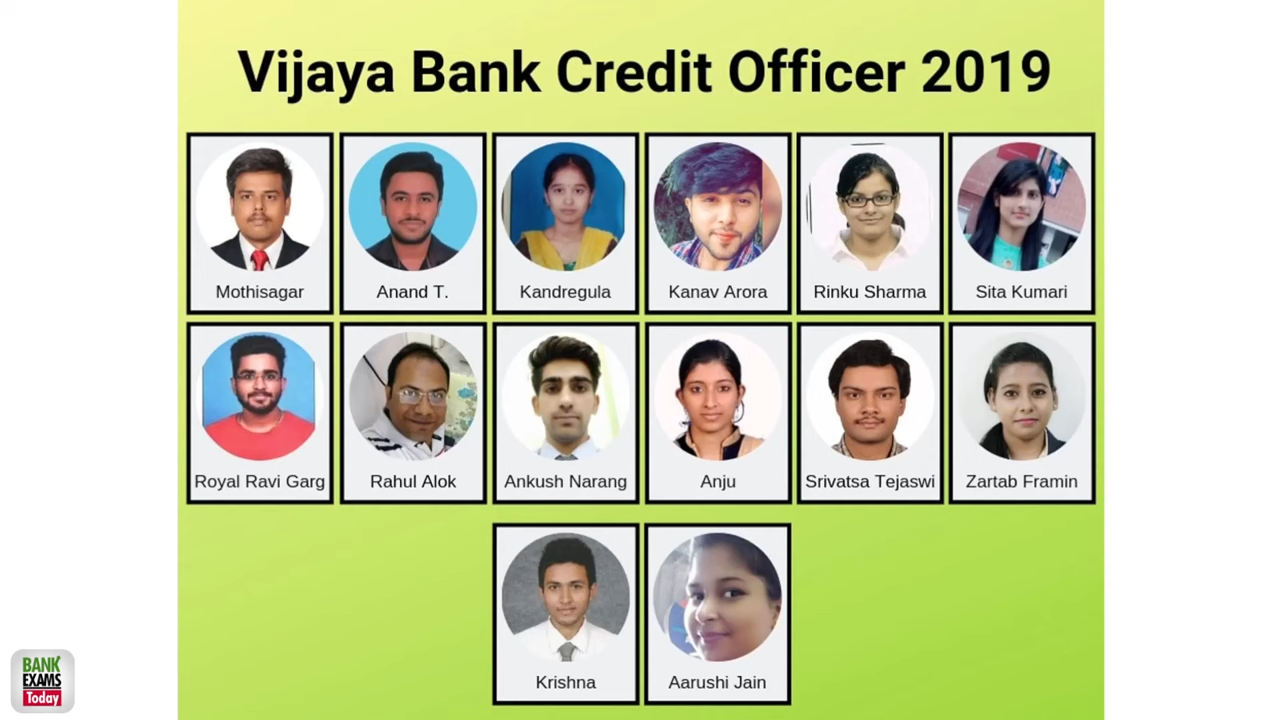 Vijaya Bank Credit Officer 2019
Mothisagar
Anand T.
Kandregula
Kanav Arora
Rinku Sharma
Sita Kumari
Royal Ravi Garg
Rahul Alok
Ankush Narang
Anju
Srivatsa Tejaswi
Zartab Framin
Krishna
Aarushi Jain
BANK
EXAMS
Today